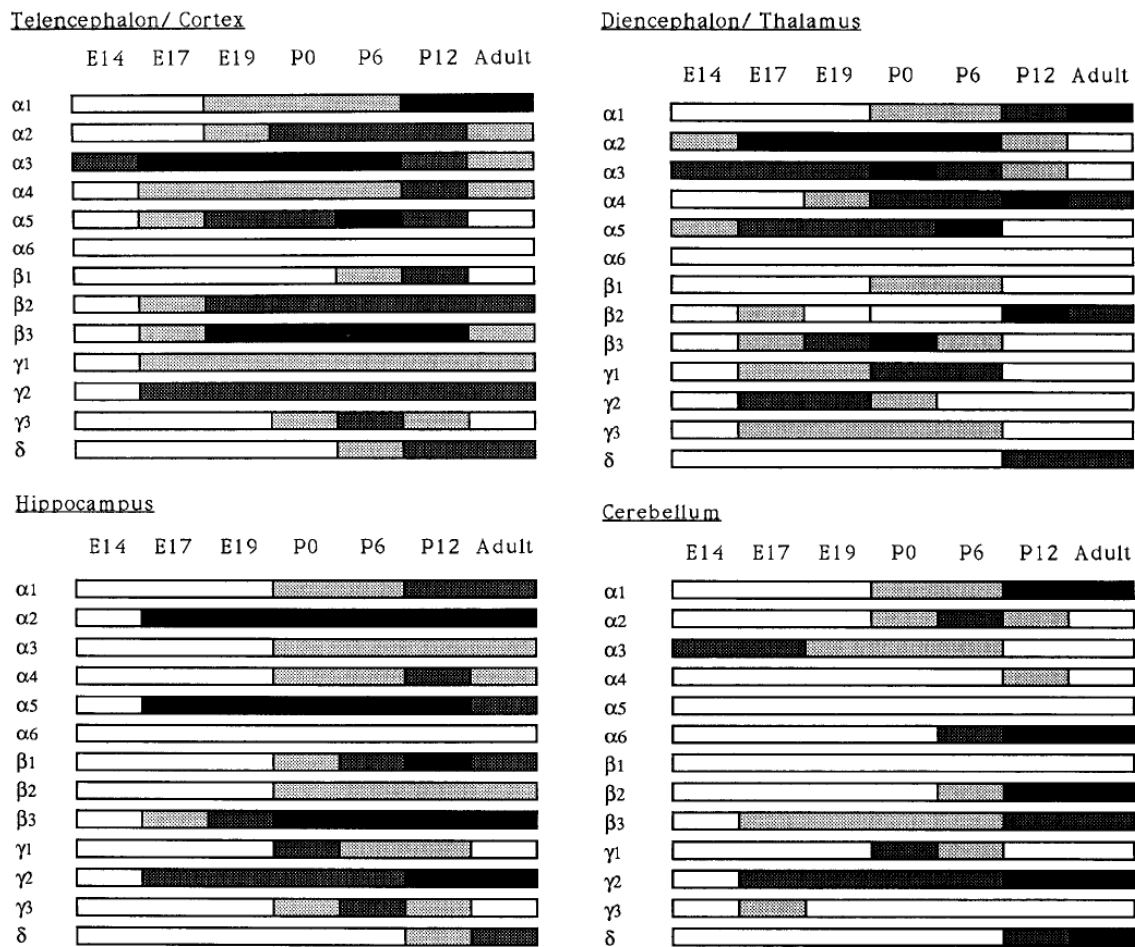 Telencephalon/ Cortex
E14 E17 E19 P0 P6 P12 Adult
α1
α2
α3
α4
α5
α6
β1
β2
β3
γ1
γ2
γ3
δ
Diencephalon/ Thalamus
E14 E17 E19 P0 P6 P12 Adult
α1
α2
α3
α4
α5
α6
β1
β2
β3
γ1
γ2
γ3
δ
Hippocampus
E14 E17 E19 P0 P6 P12 Adult
α1
α2
α3
α4
α5
α6
β1
β2
β3
γ1
γ2
γ3
δ
Cerebellum
E14 E17 E19 P0 P6 P12 Adult
α1
α2
α3
α4
α5
α6
β1
β2
β3
γ1
γ2
γ3
δ